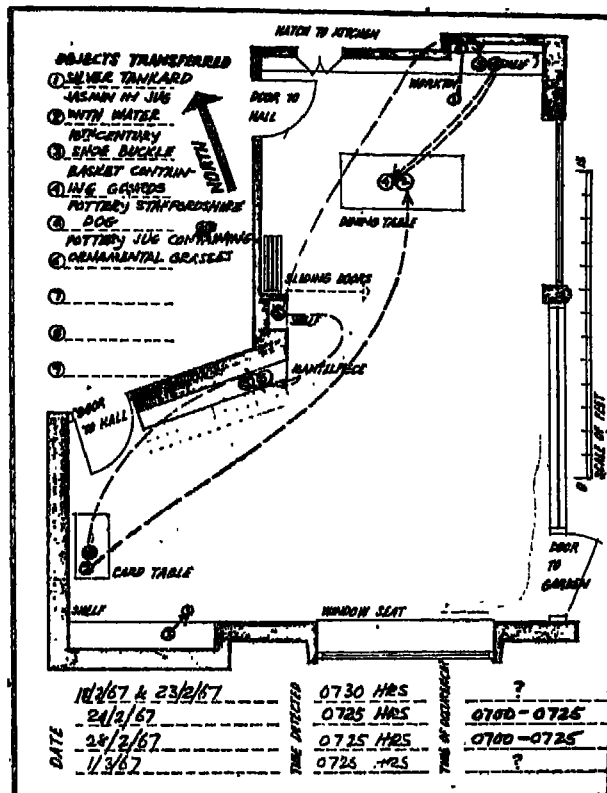 HATCH TO KITCHEN
OBJECTS TRANSFERRED
① SILVER TANKARD
JASMIN IN JUG
② WITH WATER
CENTURY
③ SHOE BUCKLE
BASKET CONTAIN-
④ ING GOURDS
POTTERY STAFFORDSHIRE
⑤ DOG
POTTERY JUG CONTAINING
⑥ ORNAMENTAL GRASSES
⑦
⑧
⑨
NORTH
DOOR TO
HALL
WORKTOP
SHELF
DINING TABLE
SLIDING DOORS
SHELF
MANTELPIECE
DOOR
TO HALL
CARD TABLE
SHELF
WINDOW SEAT
DOOR
TO
GARDEN
15
0
SCALE OF FEET
DATE
& 23/2/67
24/2/67
28/2/67
1/3/67
TIME DETECTED
0730 HRS
0725 HRS
0725 HRS
0725 HRS
TIME OF OCCURRENCE
?
0700-0725
0700-0725
?